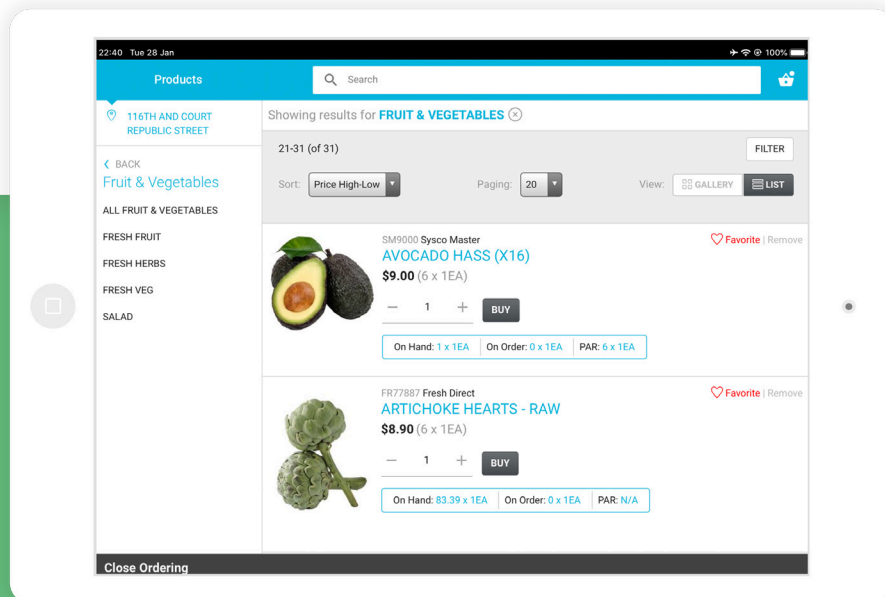 22:40 Tue 28 Jan
100%
Products
Search
116TH AND COURT
REPUBLIC STREET
Showing results for FRUIT & VEGETABLES
BACK
Fruit & Vegetables
ALL FRUIT & VEGETABLES
FRESH FRUIT
FRESH HERBS
FRESH VEG
SALAD
21-31 (of 31)
FILTER
Sort: Price High-Low Paging: 20 View: GALLERY LIST
SM9000 Sysco Master
Favorite | Remove
AVOCADO HASS (X16)
$9.00 (6 x 1EA)
— 1 + BUY
On Hand: 1 x 1EA On Order: 0 x 1EA PAR: 6 x 1EA
FR77887 Fresh Direct
Favorite | Remove
ARTICHOKE HEARTS - RAW
$8.90 (6 x 1EA)
— 1 + BUY
On Hand: 83.39 x 1EA On Order: 0 x 1EA PAR: N/A
Close Ordering